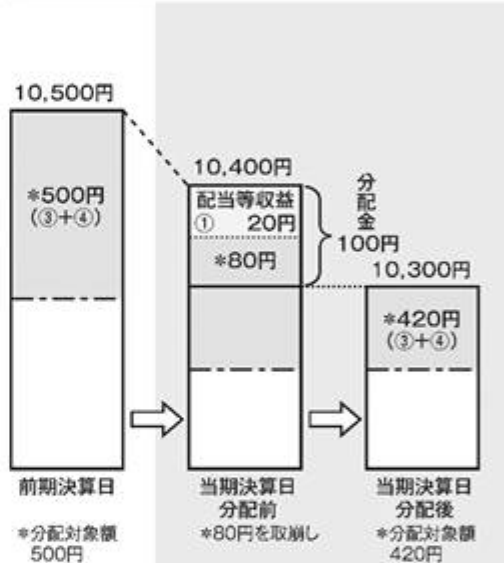 10,500円
*500円
(③+④)
前期決算日
*分配対象額
500円
10,400円
配当等収益
① 20円
*80円
分配金
100円
当期決算日
分配前
*80円を取崩し
10,300円
*420円
(③+④)
当期決算日
分配後
*分配対象額
420円